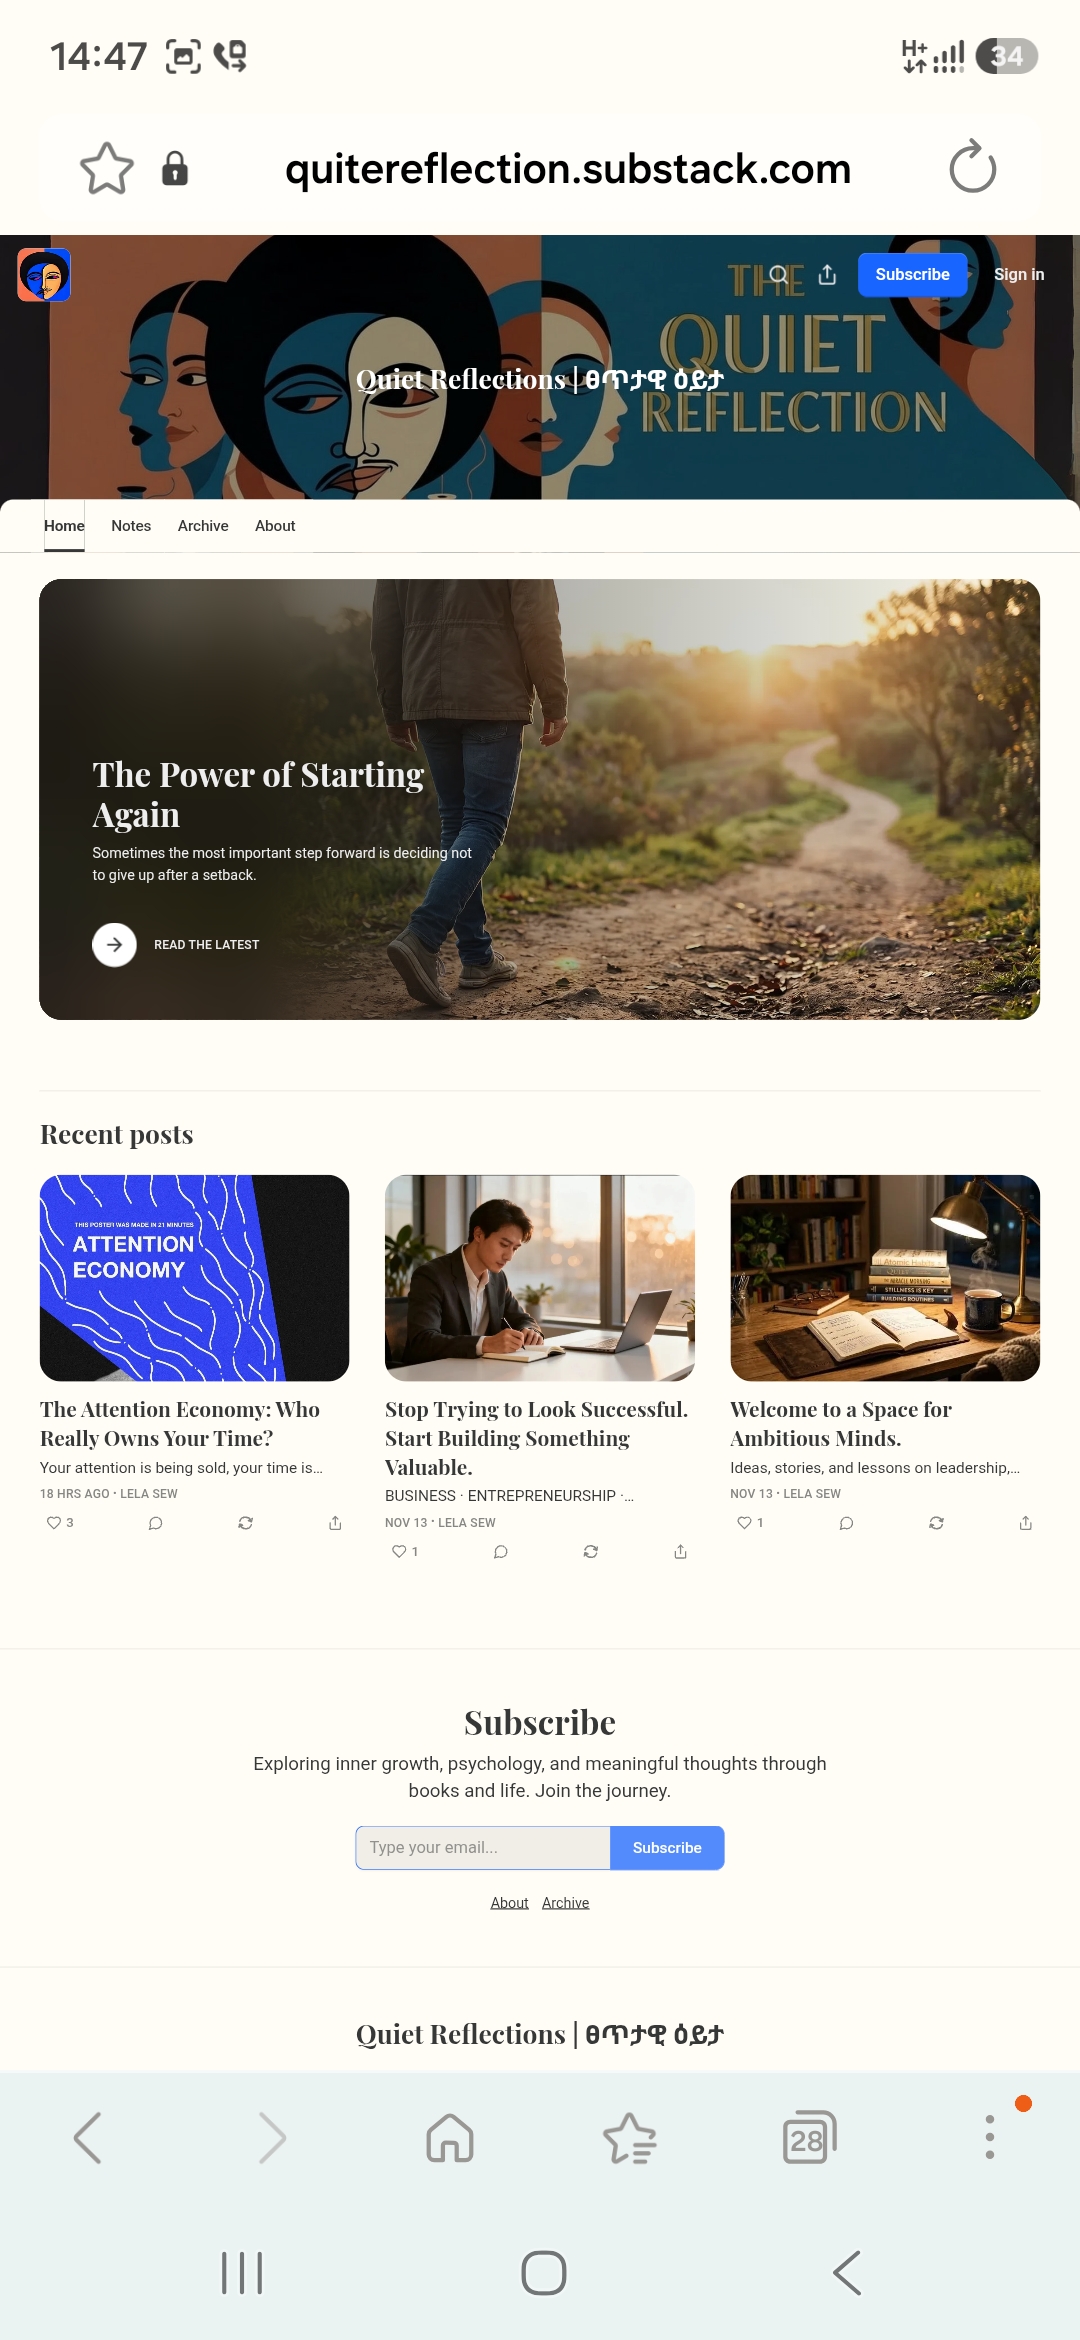 14:47
H+
34
quitereflection.substack.com
THE
QUIET
REFLECTION
Subscribe
Sign in
Quiet Reflections | ፀጥታዊ ዕይታ
Home
Notes
Archive
About
The Power of Starting
Again
Sometimes the most important step forward is deciding not
to give up after a setback.
READ THE LATEST
Recent posts
THIS POSTER WAS MADE IN 21 MINUTES
ATTENTION
ECONOMY
The Attention Economy: Who
Really Owns Your Time?
Your attention is being sold, your time is...
18 HRS AGO • LELA SEW
3
Stop Trying to Look Successful.
Start Building Something
Valuable.
BUSINESS · ENTREPRENEURSHIP ·...
NOV 13 • LELA SEW
1
Atomic Habits
THE MIRACLE MORNING
STILLNESS IS KEY
BUILDING ROUTINES
Welcome to a Space for
Ambitious Minds.
Ideas, stories, and lessons on leadership,...
NOV 13 • LELA SEW
1
Subscribe
Exploring inner growth, psychology, and meaningful thoughts through
books and life. Join the journey.
Type your email...
Subscribe
About
Archive
Quiet Reflections | ፀጥታዊ ዕይታ
28